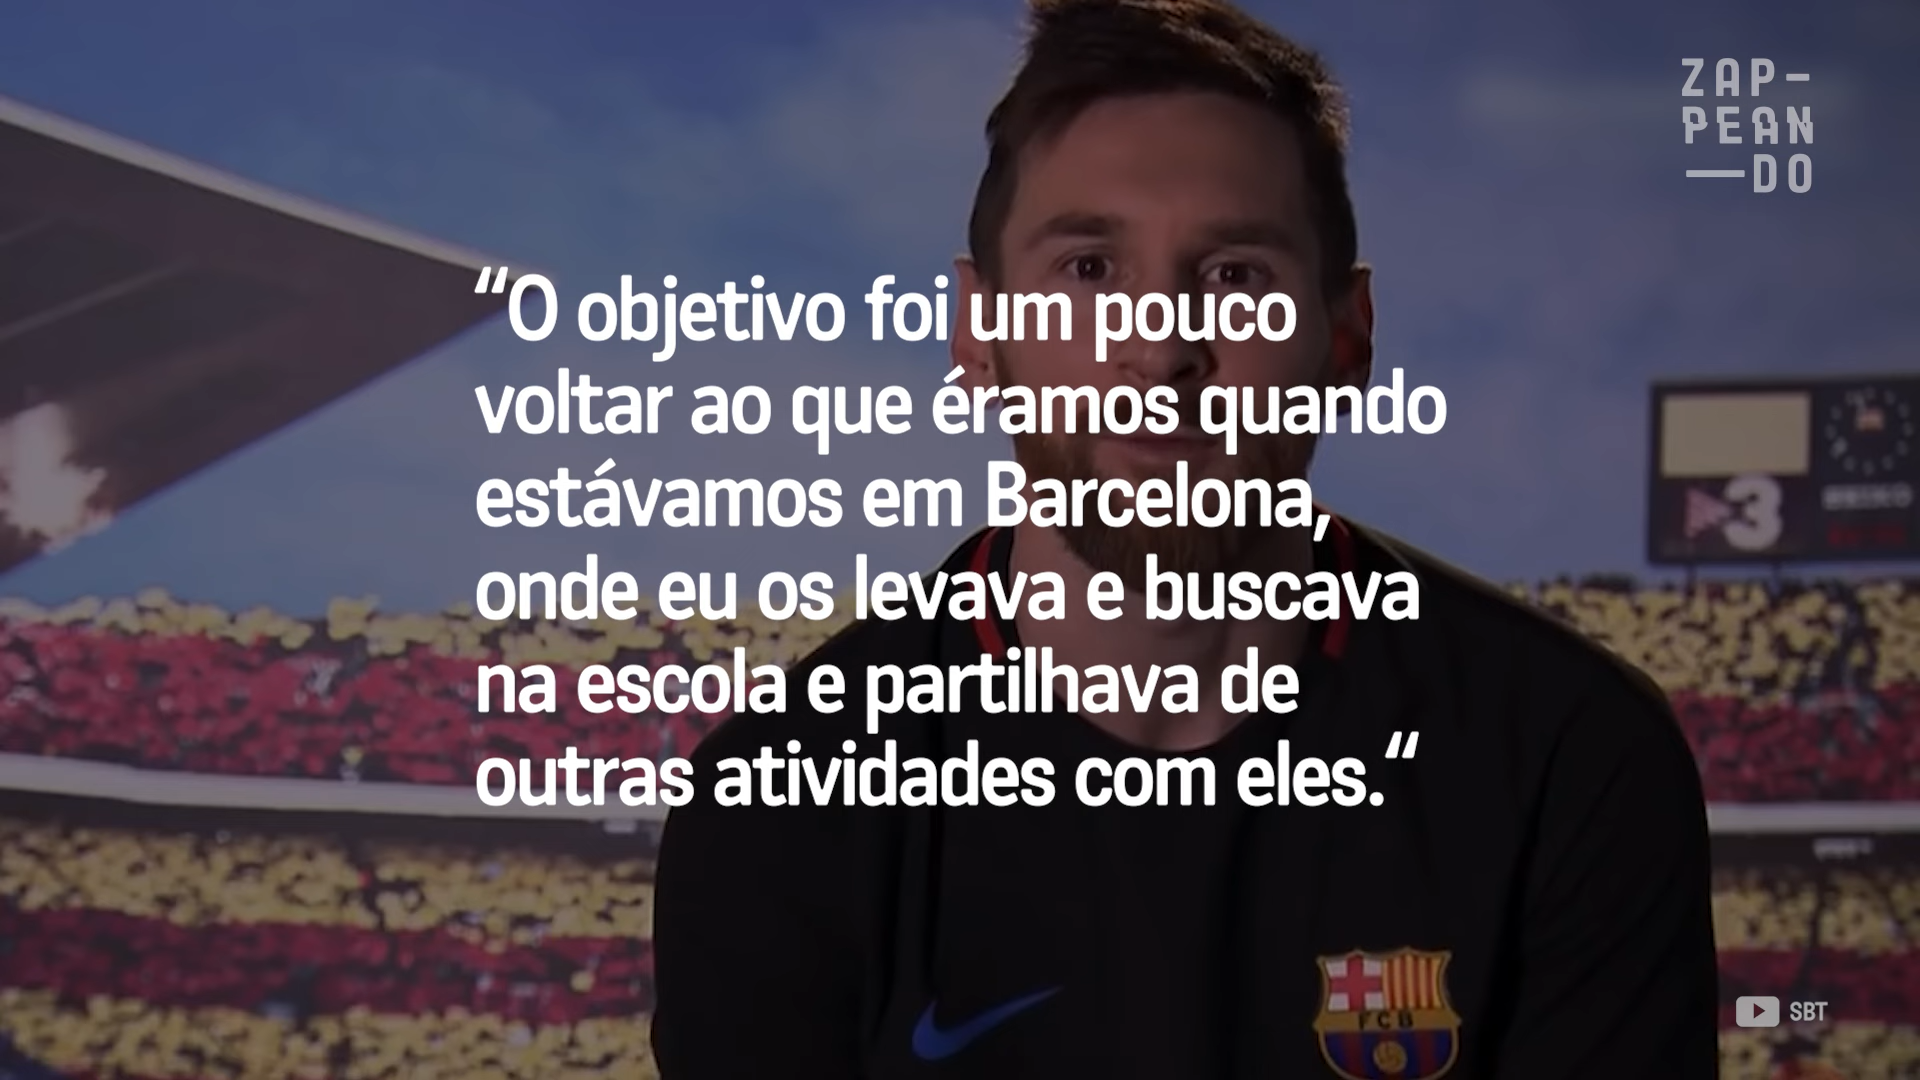 ZAP-
PEAN
—DO
“O objetivo foi um pouco
voltar ao que éramos quando
estávamos em Barcelona,
onde eu os levava e buscava
na escola e partilhava de
outras atividades com eles.“
3
FCB
SBT